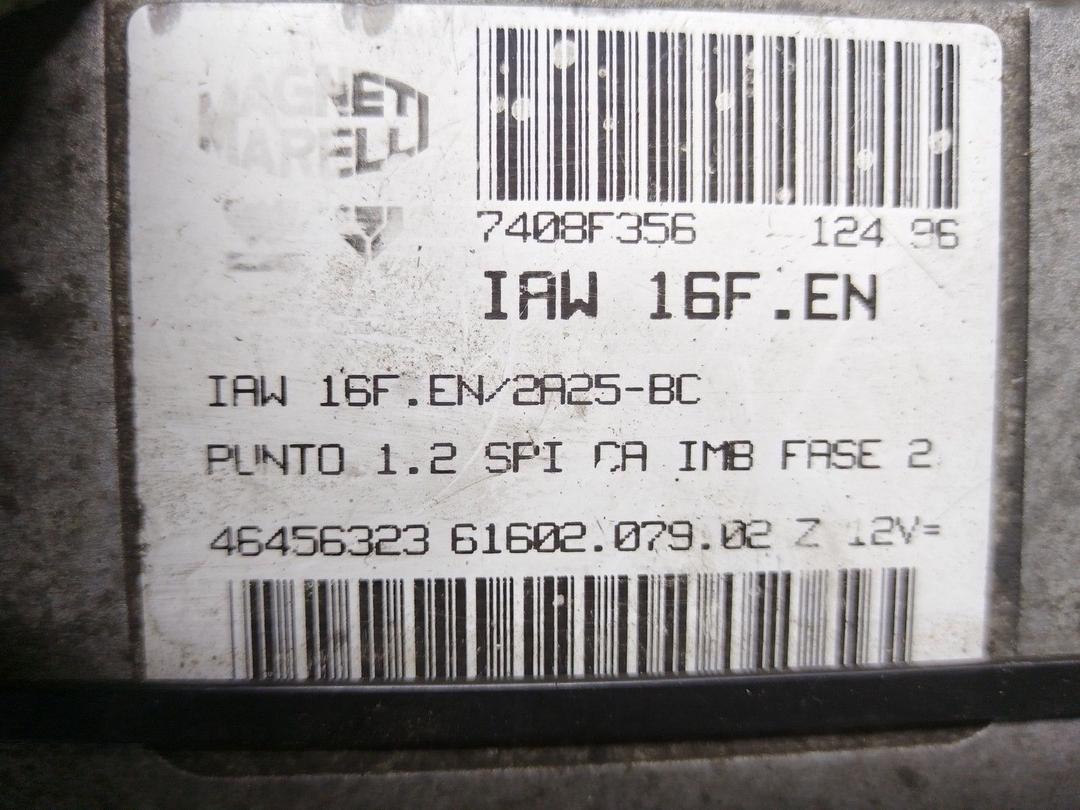 MAGNETI
MARELLI
7408F356 124 96
IAW 16F.EN
IAW 16F.EN/2A25-BC
PUNTO 1.2 SPI CA IMB FASE 2
46456323 61602.079.02 Z 12V=